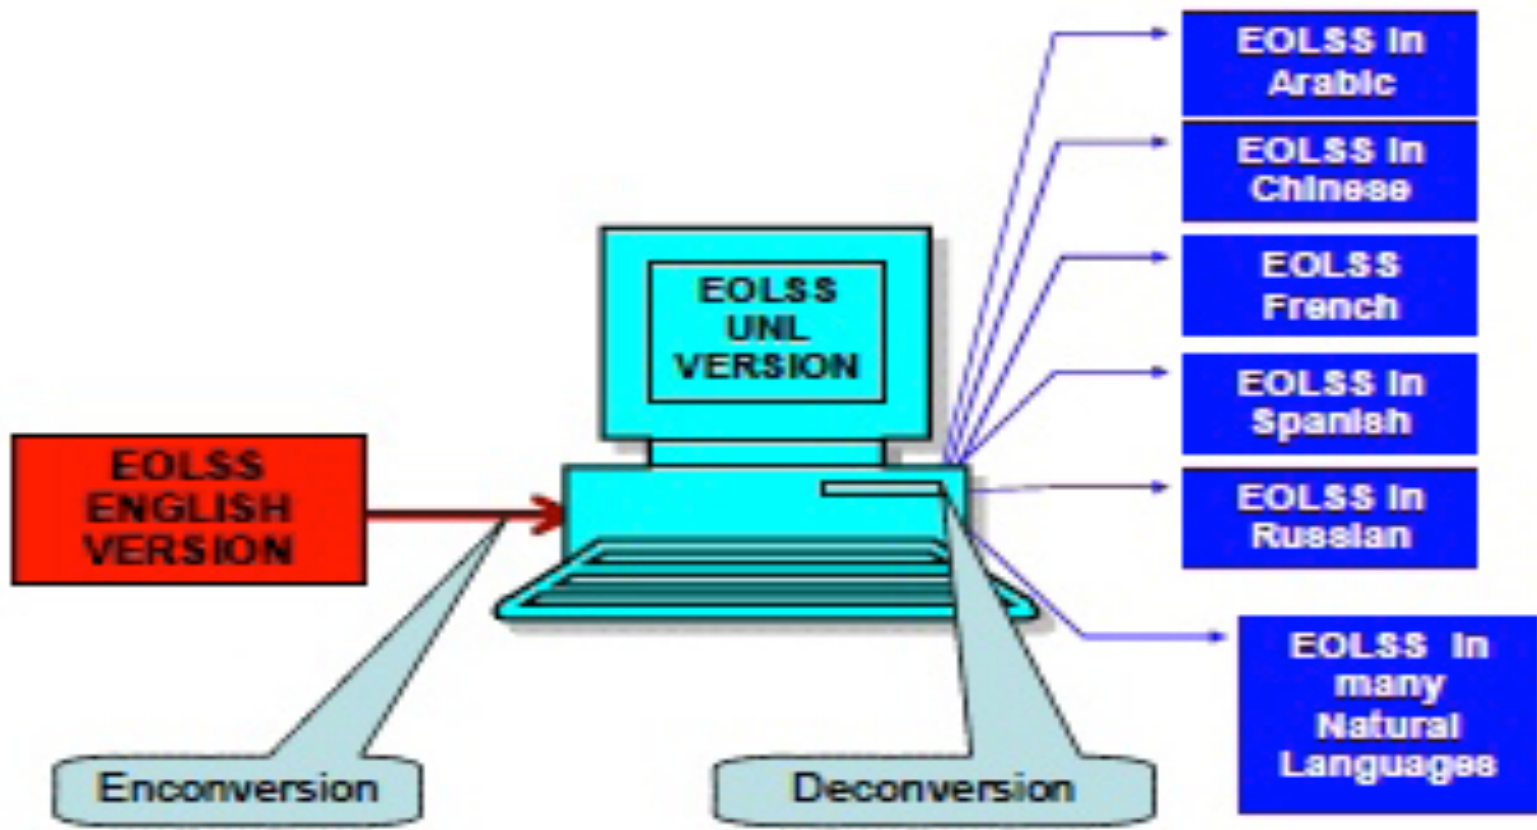 EOLSS
ENGLISH
VERSION
Enconversion
EOLSS
UNL
VERSION
Deconversion
EOLSS In
Arabic
EOLSS In
Chinese
EOLSS
French
EOLSS In
Spanish
EOLSS In
Russian
EOLSS In
many
Natural
Languages